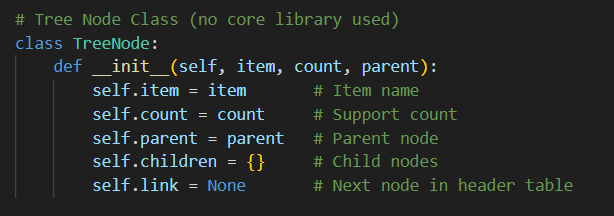 # Tree Node Class (no core library used)
class TreeNode:
    def __init__(self, item, count, parent):
        self.item = item       # Item name
        self.count = count     # Support count
        self.parent = parent   # Parent node
        self.children = {}     # Child nodes
        self.link = None       # Next node in header table